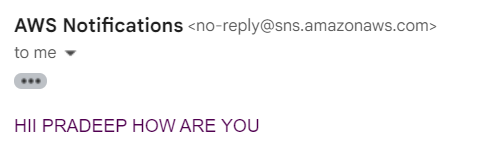 AWS Notifications <no-reply@sns.amazonaws.com>
to me
HII PRADEEP HOW ARE YOU